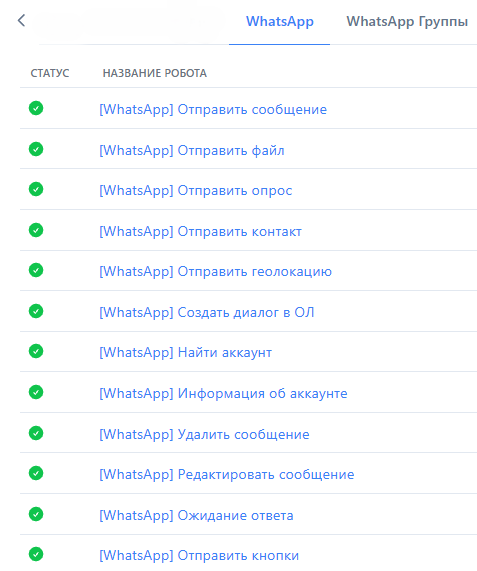 WhatsApp WhatsApp Группы
СТАТУС НАЗВАНИЕ РОБОТА
[WhatsApp] Отправить сообщение
[WhatsApp] Отправить файл
[WhatsApp] Отправить опрос
[WhatsApp] Отправить контакт
[WhatsApp] Отправить геолокацию
[WhatsApp] Создать диалог в ОЛ
[WhatsApp] Найти аккаунт
[WhatsApp] Информация об аккаунте
[WhatsApp] Удалить сообщение
[WhatsApp] Редактировать сообщение
[WhatsApp] Ожидание ответа
[WhatsApp] Отправить кнопки